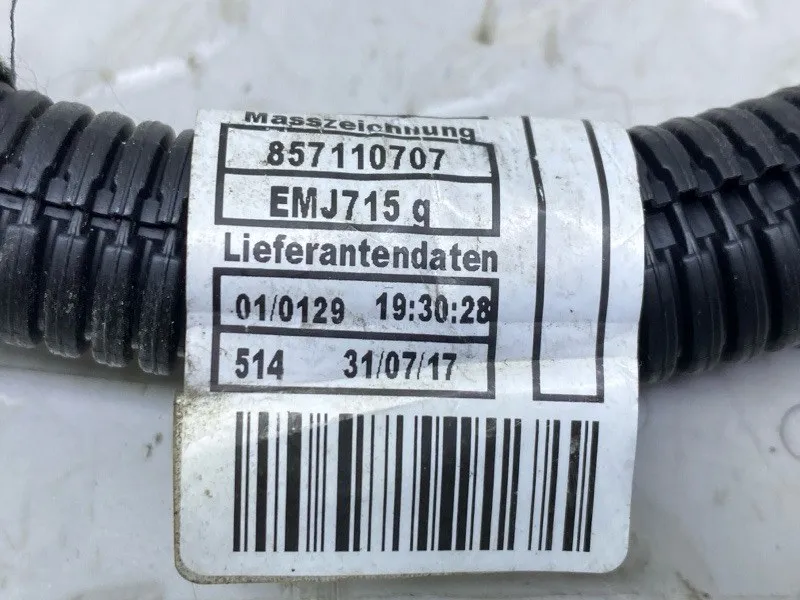 Masszeichnung
857110707
EMJ715 g
Lieferantendaten
01/0129 19:30:28
514 31/07/17